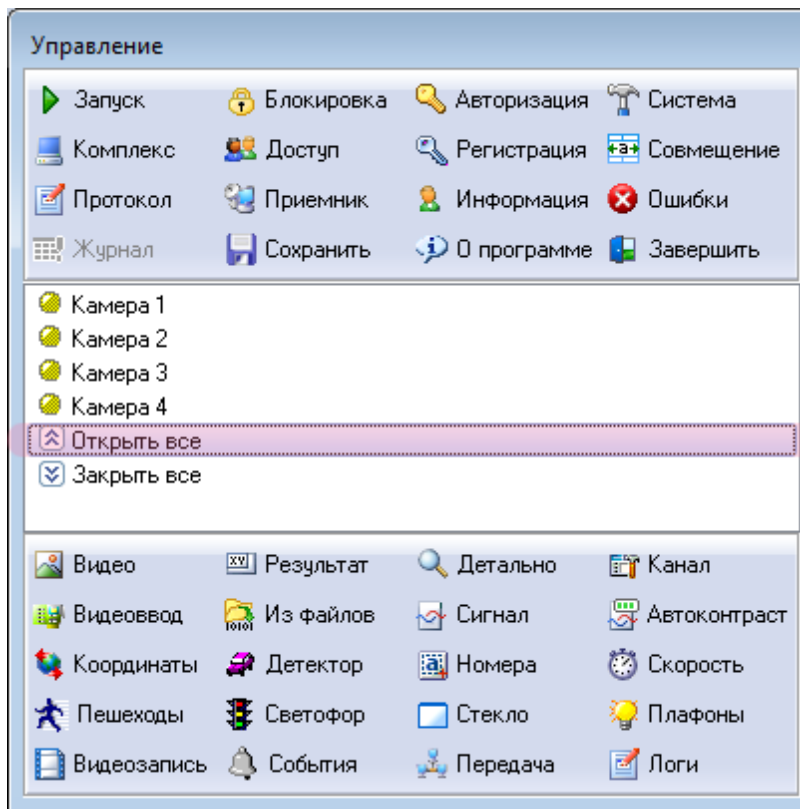 Управление
Запуск Блокировка Авторизация Система
Комплекс Доступ Регистрация Совмещение
Протокол Приемник Информация Ошибки
Журнал Сохранить О программе Завершить
Камера 1
Камера 2
Камера 3
Камера 4
Открыть все
Закрыть все
Видео Результат Детально Канал
Видеоввод Из файлов Сигнал Автоконтраст
Координаты Детектор Номера Скорость
Пешеходы Светофор Стекло Плафоны
Видеозапись События Передача Логи